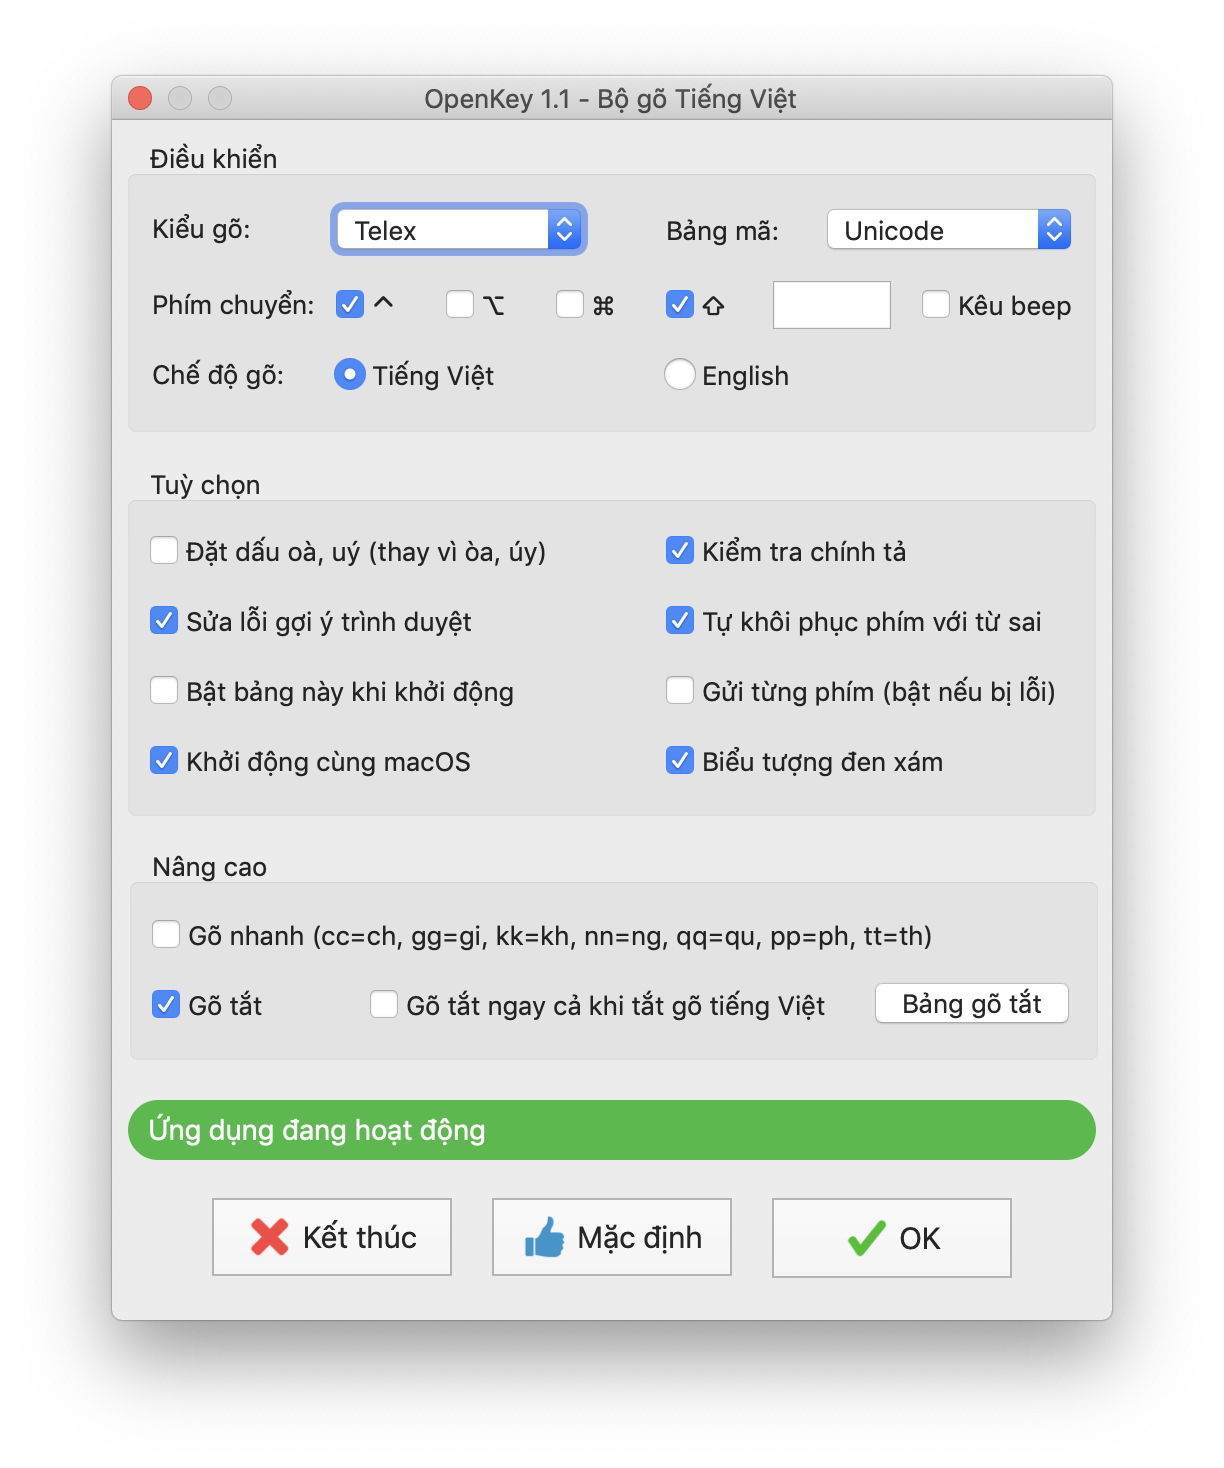 OpenKey 1.1 - Bộ gõ Tiếng Việt
Điều khiển
Kiểu gõ: Telex Bảng mã: Unicode
Phím chuyển: ^ ⌥ ⌘ ⇧ Kêu beep
Chế độ gõ: Tiếng Việt English
Tuỳ chọn
Đặt dấu oà, uý (thay vì òa, úy) Kiểm tra chính tả
Sửa lỗi gợi ý trình duyệt Tự khôi phục phím với từ sai
Bật bảng này khi khởi động Gửi từng phím (bật nếu bị lỗi)
Khởi động cùng macOS Biểu tượng đen xám
Nâng cao
Gõ nhanh (cc=ch, gg=gi, kk=kh, nn=ng, qq=qu, pp=ph, tt=th)
Gõ tắt Gõ tắt ngay cả khi tắt gõ tiếng Việt Bảng gõ tắt
Ứng dụng đang hoạt động
Kết thúc Mặc định OK